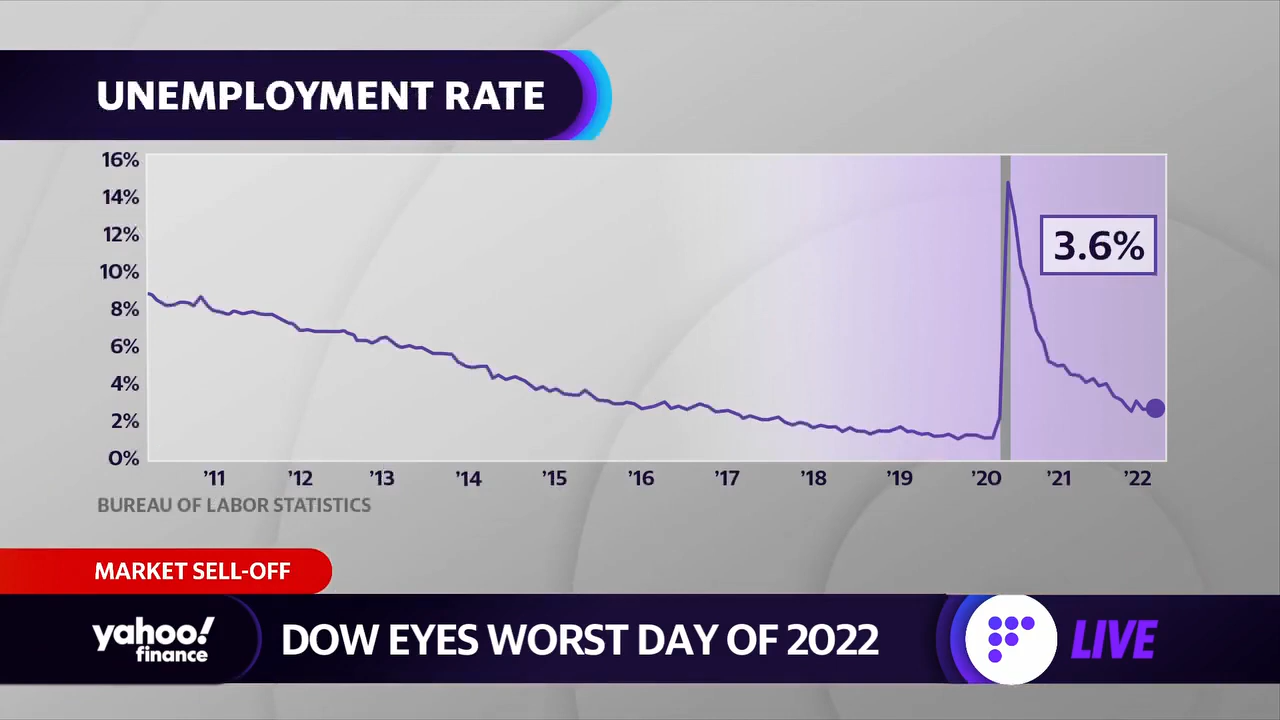 UNEMPLOYMENT RATE
16%
14%
12%
10%
8%
6%
4%
2%
0%
3.6%
’11 ’12 ’13 ’14 ’15 ’16 ’17 ’18 ’19 ’20 ’21 ’22
BUREAU OF LABOR STATISTICS
MARKET SELL-OFF
yahoo!
finance
DOW EYES WORST DAY OF 2022
LIVE